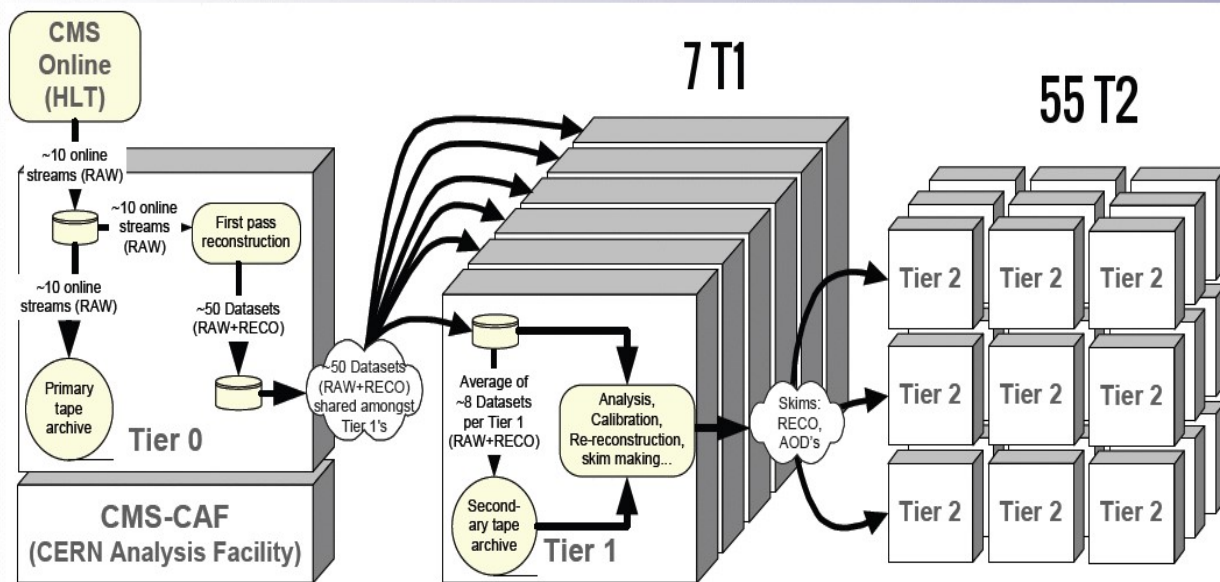 CMS
Online
(HLT)
7 T1
55 T2
~10 online
streams (RAW)
~10 online
streams
(RAW)
First pass
reconstruction
~10 online
streams (RAW)
~50 Datasets
(RAW+RECO)
Primary
tape
archive
Tier 0
~50 Datasets
(RAW+RECO)
shared amongst
Tier 1's
CMS-CAF
(CERN Analysis Facility)
Average of
~8 Datasets
per Tier 1
(RAW+RECO)
Analysis,
Calibration,
Re-reconstruction,
skim making...
Second-
ary tape
archive
Tier 1
Skims:
RECO,
AOD's
Tier 2
Tier 2
Tier 2
Tier 2
Tier 2
Tier 2
Tier 2
Tier 2
Tier 2